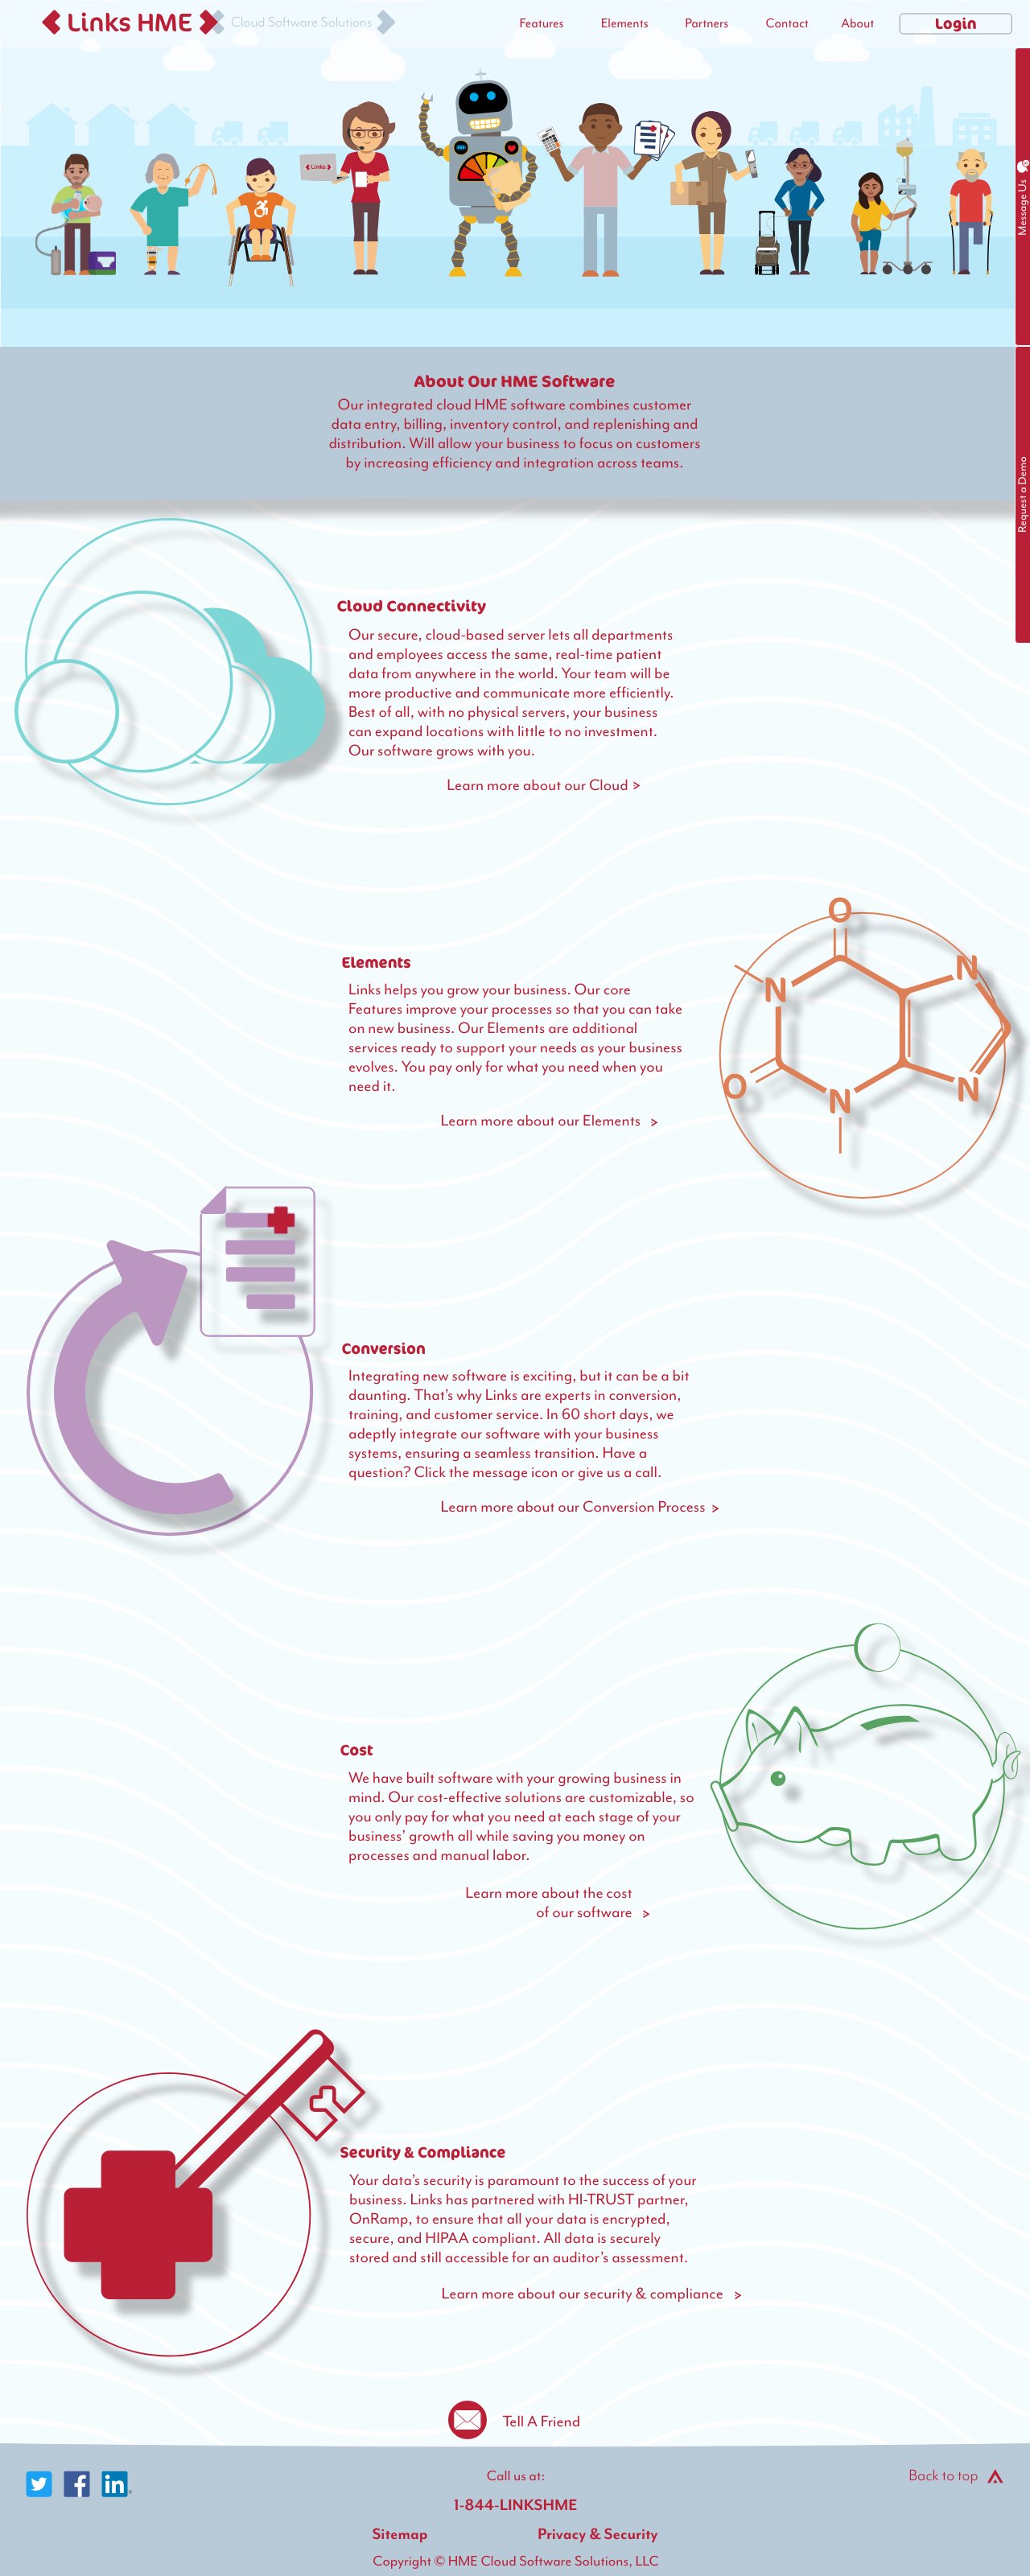 Links HME
Cloud Software Solutions
Features
Elements
Partners
Contact
About
Login
Links
Message Us
Request a Demo
About Our HME Software
Our integrated cloud HME software combines customer
data entry, billing, inventory control, and replenishing and
distribution. Will allow your business to focus on customers
by increasing efficiency and integration across teams.
Cloud Connectivity
Our secure, cloud-based server lets all departments
and employees access the same, real-time patient
data from anywhere in the world. Your team will be
more productive and communicate more efficiently.
Best of all, with no physical servers, your business
can expand locations with little to no investment.
Our software grows with you.
Learn more about our Cloud >
O
N
N
O
N
N
Elements
Links helps you grow your business. Our core
Features improve your processes so that you can take
on new business. Our Elements are additional
services ready to support your needs as your business
evolves. You pay only for what you need when you
need it.
Learn more about our Elements >
Conversion
Integrating new software is exciting, but it can be a bit
daunting. That's why Links are experts in conversion,
training, and customer service. In 60 short days, we
adeptly integrate our software with your business
systems, ensuring a seamless transition. Have a
question? Click the message icon or give us a call.
Learn more about our Conversion Process >
Cost
We have built software with your growing business in
mind. Our cost-effective solutions are customizable, so
you only pay for what you need at each stage of your
business' growth all while saving you money on
processes and manual labor.
Learn more about the cost
of our software >
Security & Compliance
Your data's security is paramount to the success of your
business. Links has partnered with HI-TRUST partner,
OnRamp, to ensure that all your data is encrypted,
secure, and HIPAA compliant. All data is securely
stored and still accessible for an auditor's assessment.
Learn more about our security & compliance >
Tell A Friend
Call us at:
Back to top
1-844-LINKSHME
Sitemap
Privacy & Security
Copyright © HME Cloud Software Solutions, LLC